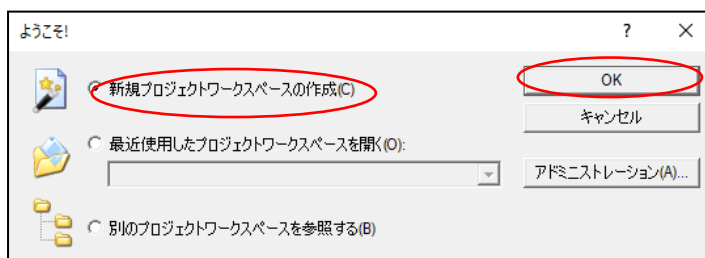 ようこそ!
?
×
新規プロジェクトワークスペースの作成(C)
OK
キャンセル
最近使用したプロジェクトワークスペースを開く(O):
アドミニストレーション(A)...
別のプロジェクトワークスペースを参照する(B)